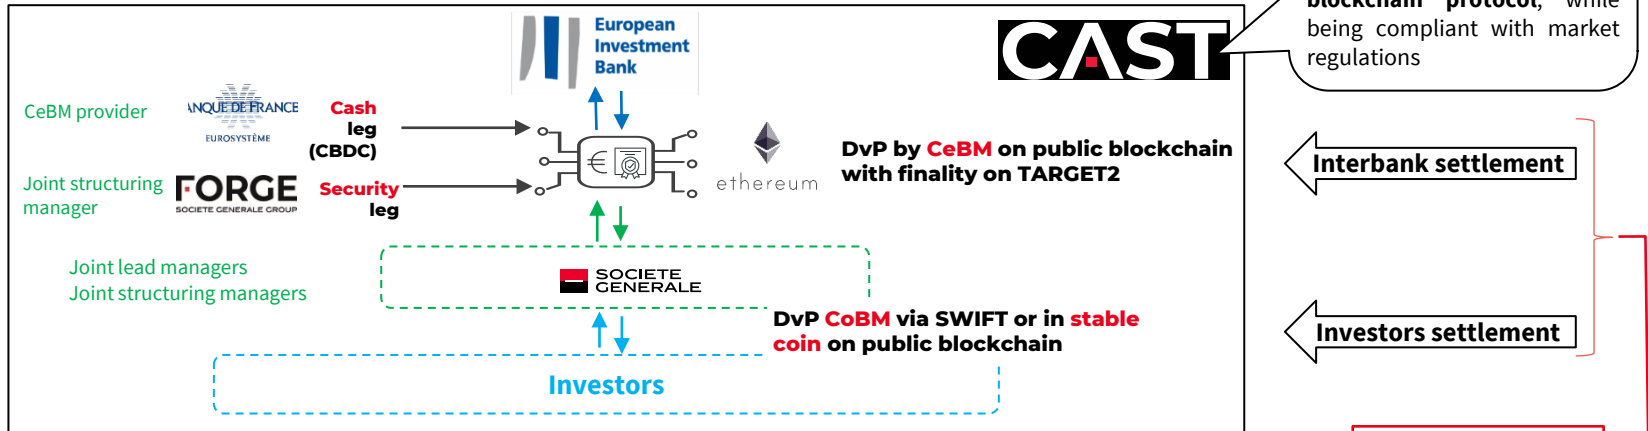 blockchain protocol, while
being compliant with market
regulations
European
Investment
Bank
CAST
CeBM provider
ANQUE DE FRANCE
EUROSYSTÈME
Cash
leg
(CBDC)
ethereum
DvP by CeBM on public blockchain
with finality on TARGET2
Interbank settlement
Joint structuring
manager
FORGE
SOCIETE GENERALE GROUP
Security
leg
€
Joint lead managers
Joint structuring managers
SOCIETE
GENERALE
DvP CoBM via SWIFT or in stable
coin on public blockchain
Investors settlement
Investors